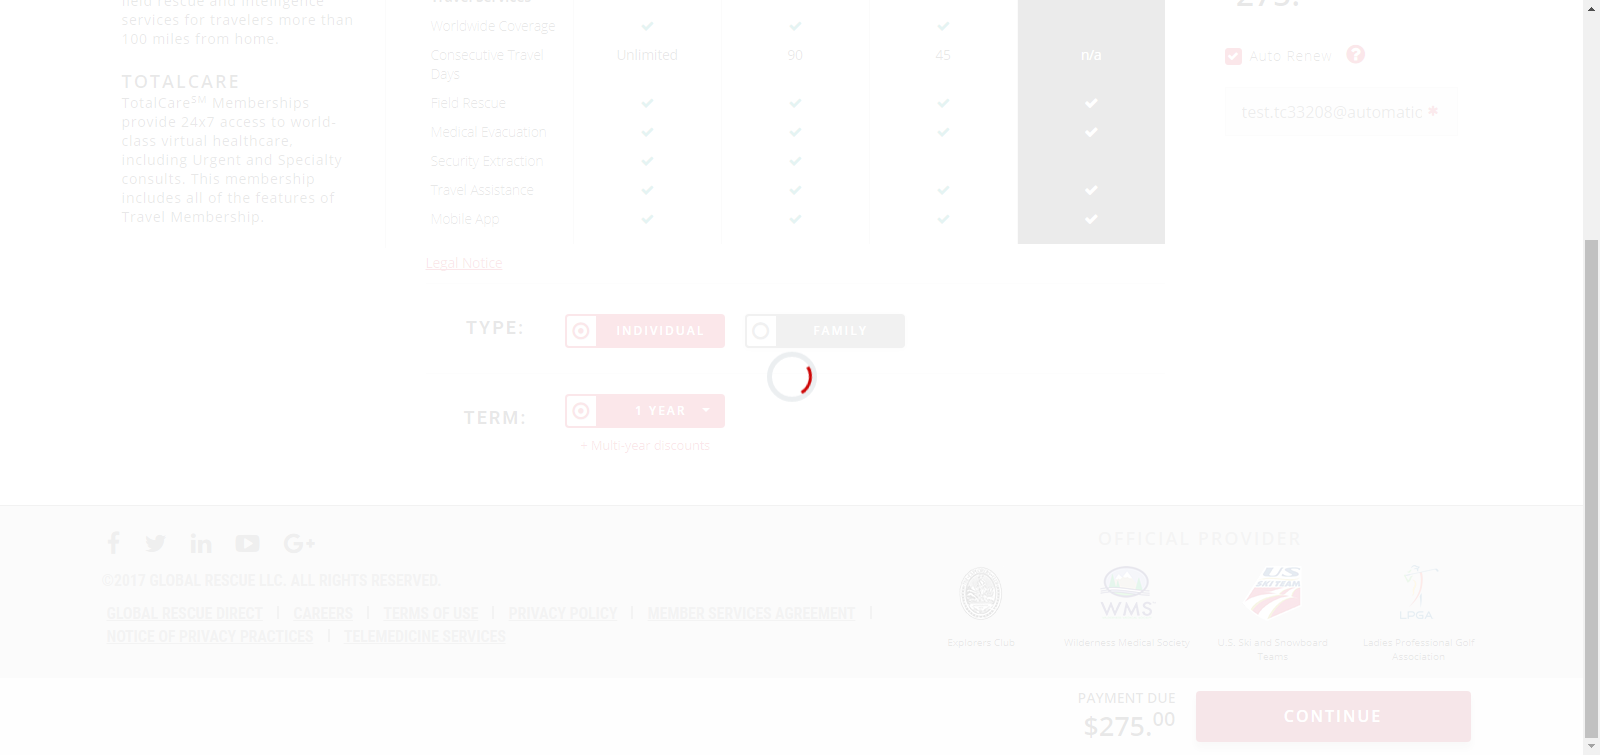 field rescue and intelligence
services for travelers more than
100 miles from home.
TOTALCARE
TotalCareSM Memberships
provide 24x7 access to world-
class virtual healthcare,
including Urgent and Specialty
consults. This membership
includes all of the features of
Travel Membership.
Worldwide Coverage
Consecutive Travel Unlimited 90 45 n/a
Days
Field Rescue
Medical Evacuation
Security Extraction
Travel Assistance
Mobile App
Legal Notice
275.
Auto Renew ?
test.tc33208@automatic *
TYPE: INDIVIDUAL FAMILY
TERM: 1 YEAR
+ Multi-year discounts
©2017 GLOBAL RESCUE LLC. ALL RIGHTS RESERVED.
GLOBAL RESCUE DIRECT | CAREERS | TERMS OF USE | PRIVACY POLICY | MEMBER SERVICES AGREEMENT |
NOTICE OF PRIVACY PRACTICES | TELEMEDICINE SERVICES
OFFICIAL PROVIDER
WMS
US
SKI TEAM
LPGA
Explorers Club
Wilderness Medical Society
U.S. Ski and Snowboard
Teams
Ladies Professional Golf
Association
PAYMENT DUE
$275.00
CONTINUE